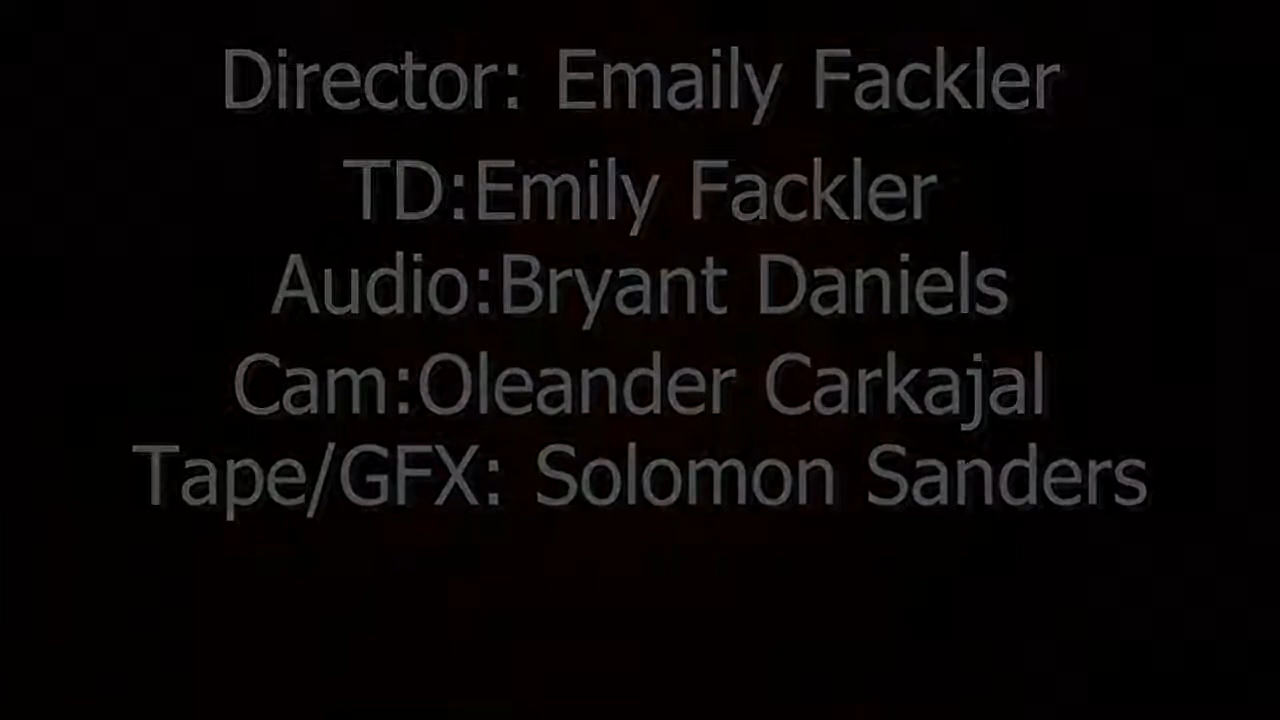 Director: Emaily Fackler
TD:Emily Fackler
Audio:Bryant Daniels
Cam:Oleander Carkajal
Tape/GFX: Solomon Sanders